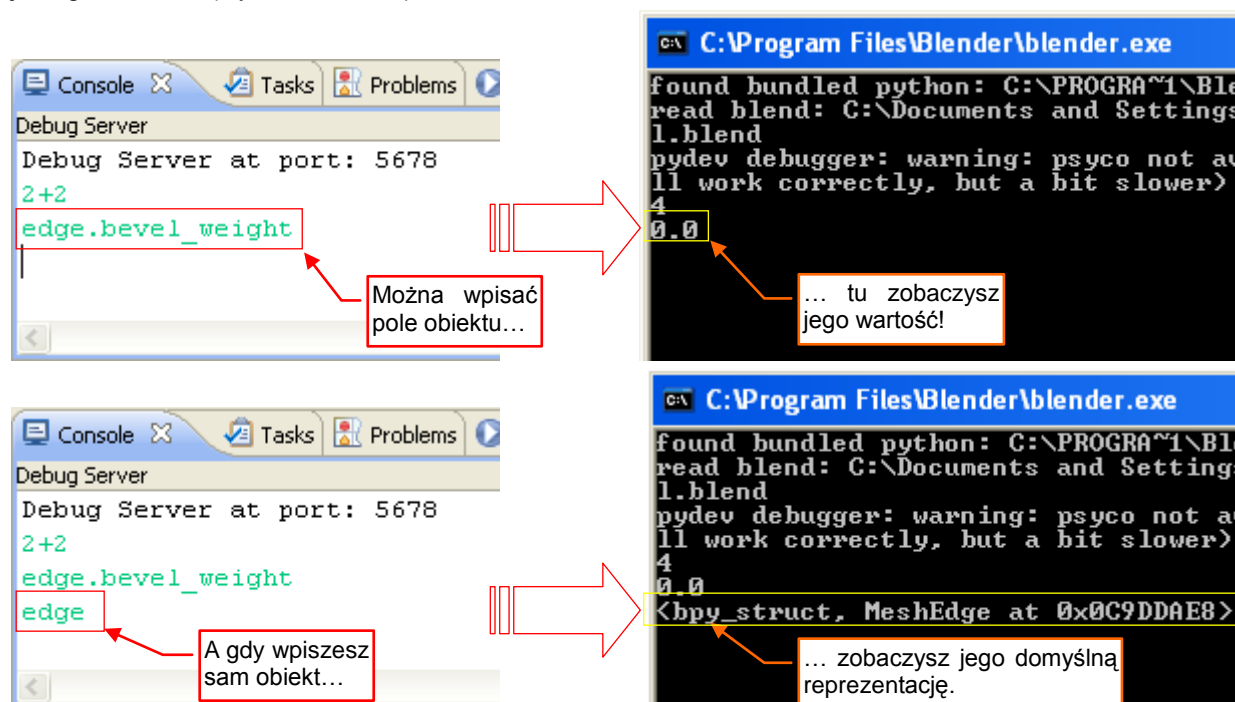 C:\Program Files\Blender\blender.exe
Console Tasks Problems
Debug Server
Debug Server at port: 5678
2+2
edge.bevel_weight
Można wpisać
pole obiektu…
found bundled python: C:\PROGRA~1\Ble
read blend: C:\Documents and Settings
l.blend
pydev debugger: warning: psyco not av
ll work correctly, but a bit slower>
4
0.0
… tu zobaczysz
jego wartość!
C:\Program Files\Blender\blender.exe
Console Tasks Problems
Debug Server
Debug Server at port: 5678
2+2
edge.bevel_weight
edge
A gdy wpiszesz
sam obiekt…
found bundled python: C:\PROGRA~1\Bl
read blend: C:\Documents and Setting
l.blend
pydev debugger: warning: psyco not a
ll work correctly, but a bit slower>
4
0.0
<bpy_struct, MeshEdge at 0x0C9DDAE8>
… zobaczysz jego domyślną
reprezentację.